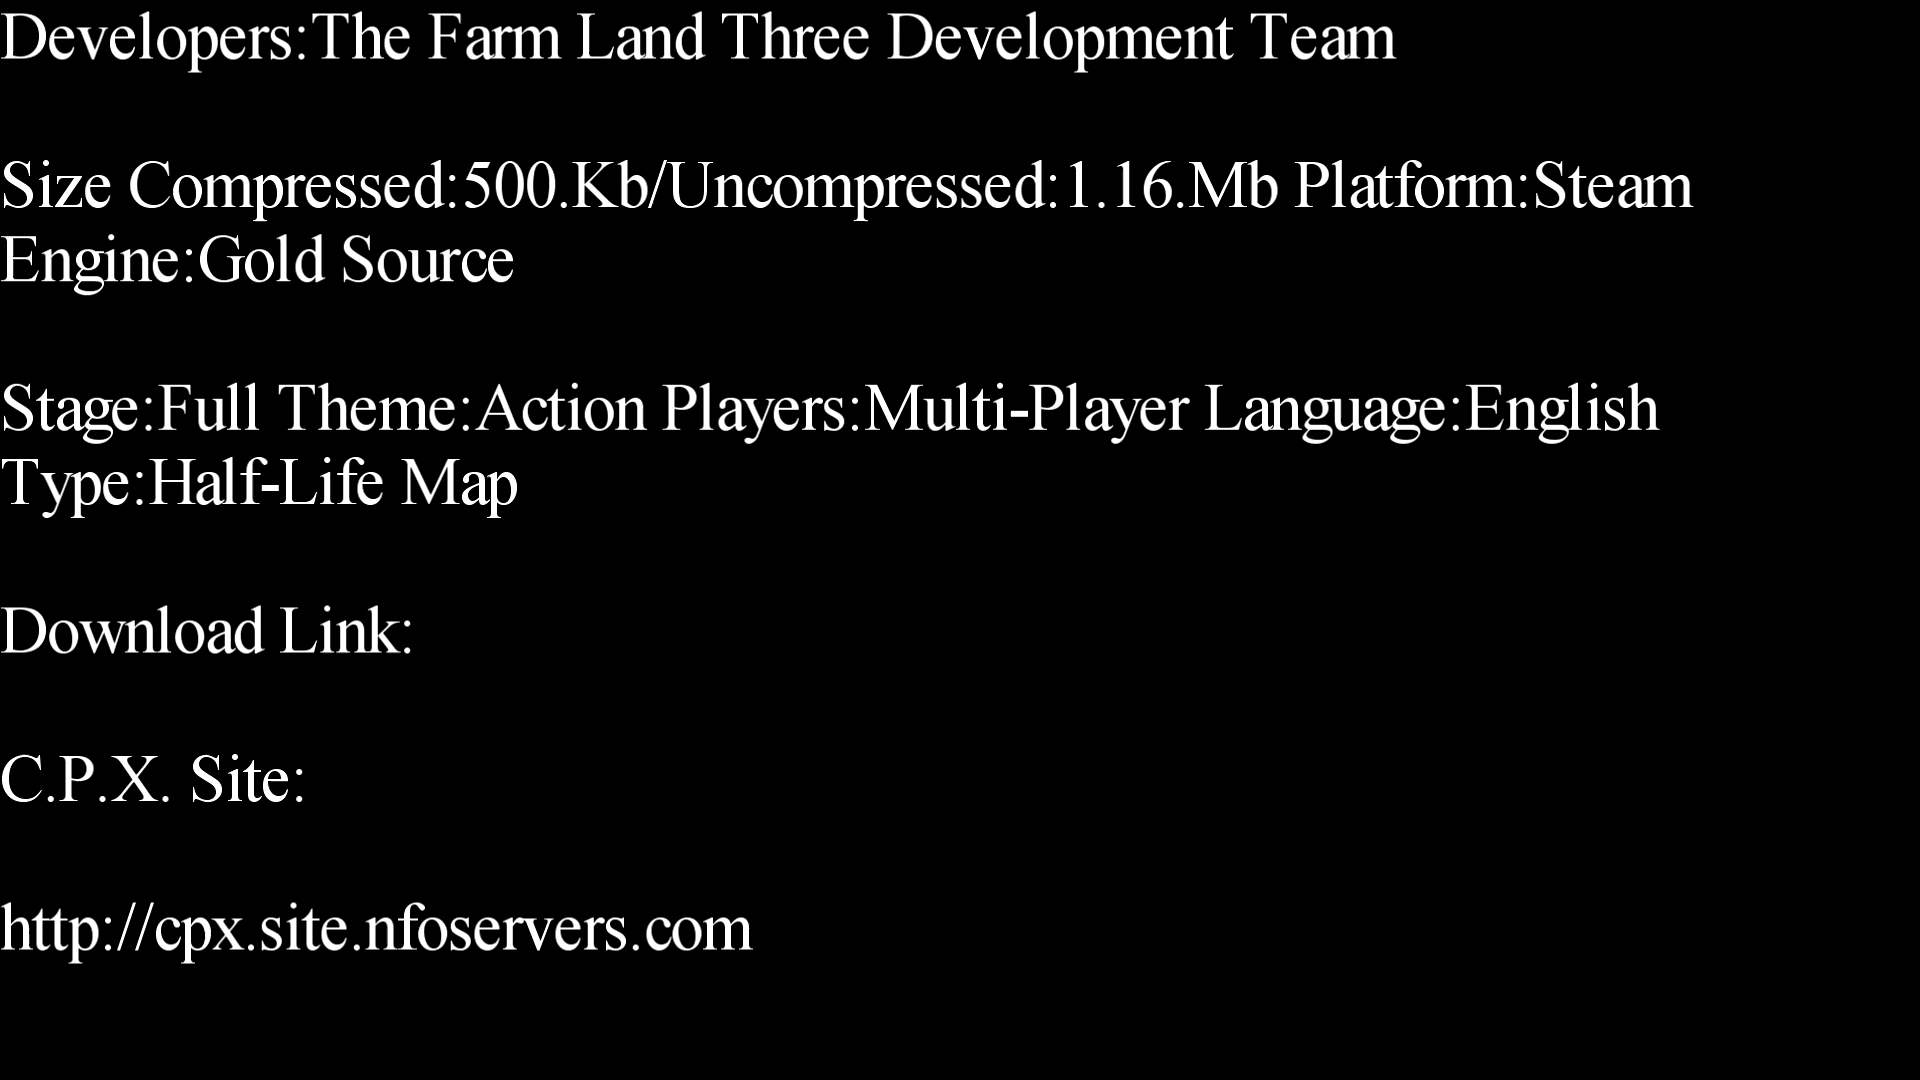 Developers:The Farm Land Three Development Team
Size Compressed:500.Kb/Uncompressed:1.16.Mb Platform:Steam
Engine:Gold Source
Stage:Full Theme:Action Players:Multi-Player Language:English
Type:Half-Life Map
Download Link:
C.P.X. Site:
http://cpx.site.nfoservers.com